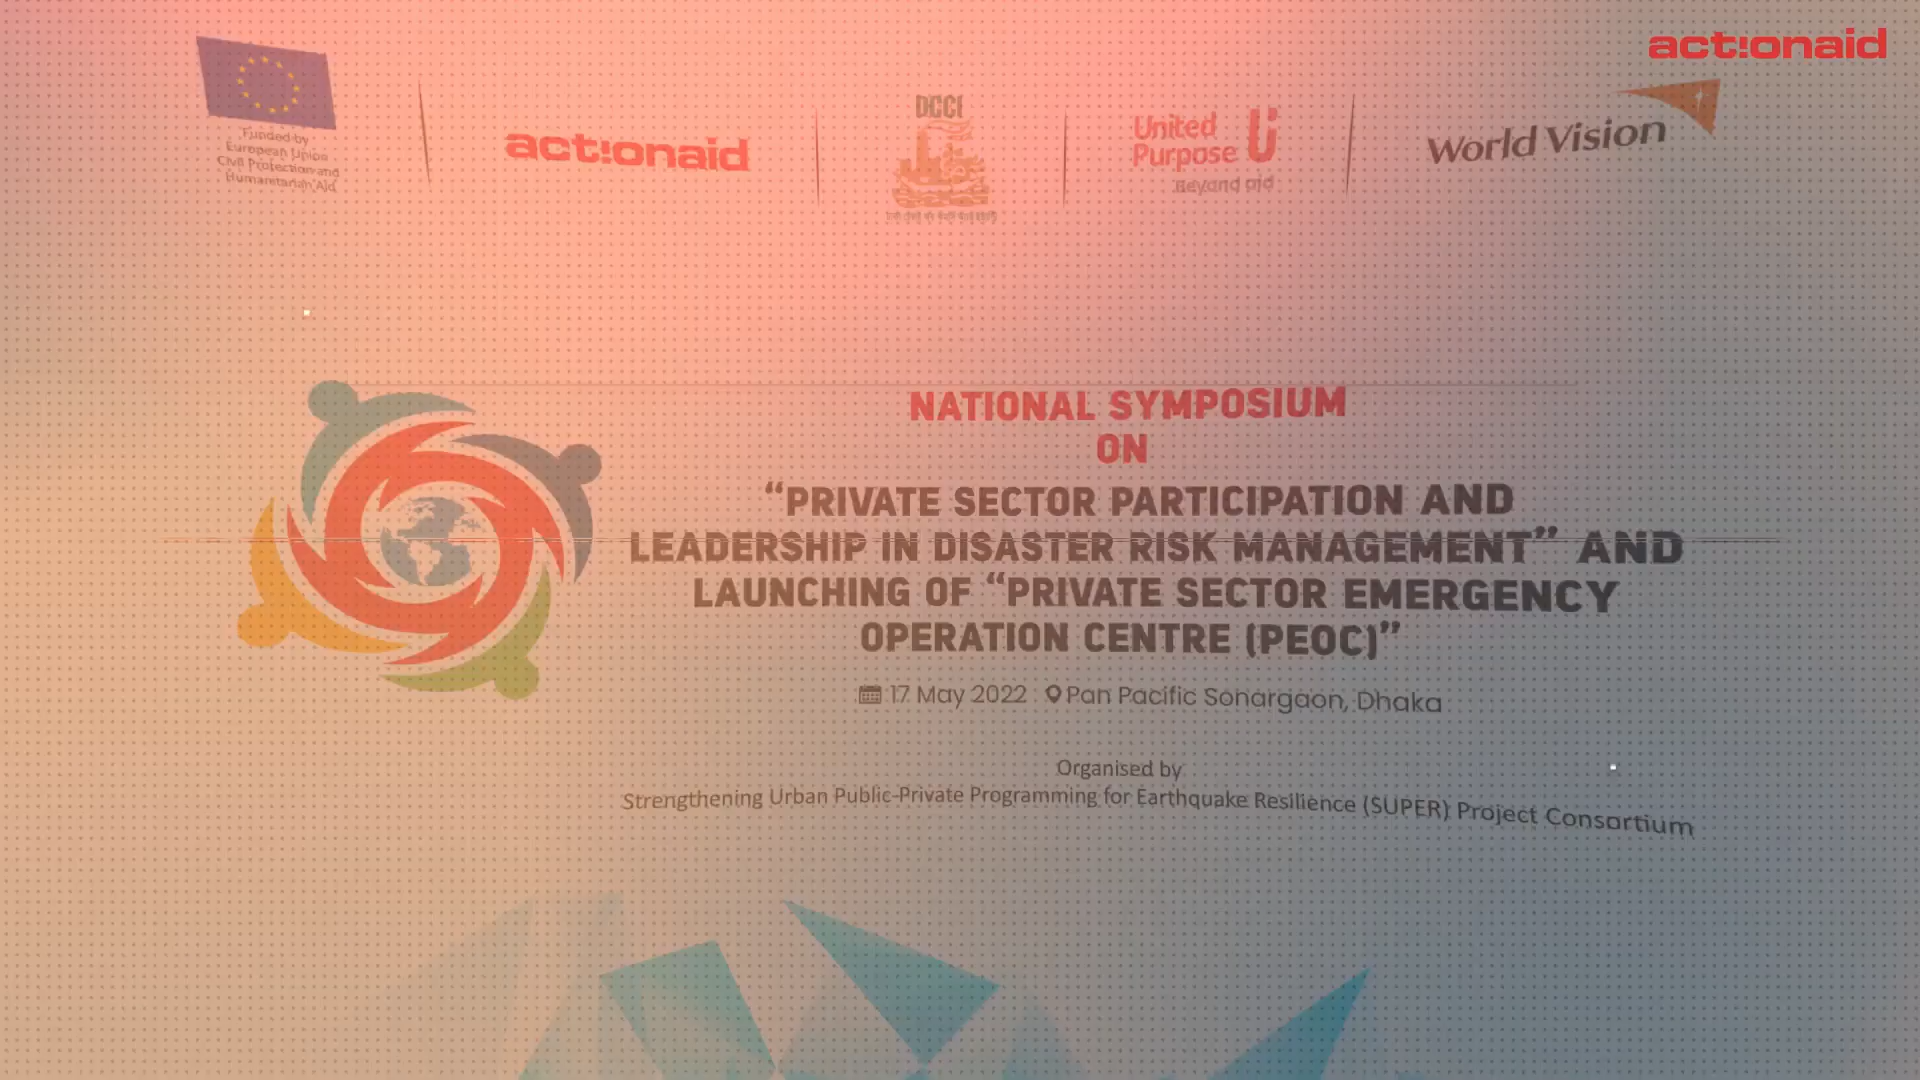 actionaid
Funded by
European Union
Civil Protection and
Humanitarian Aid
actionaid
DCCI
United
Purpose
Beyond aid
World Vision
NATIONAL SYMPOSIUM
ON
“PRIVATE SECTOR PARTICIPATION AND
LEADERSHIP IN DISASTER RISK MANAGEMENT” AND
LAUNCHING OF “PRIVATE SECTOR EMERGENCY
OPERATION CENTRE (PEOC)”
17 May 2022 Pan Pacific Sonargaon, Dhaka
Organised by
Strengthening Urban Public-Private Programming for Earthquake Resilience (SUPER) Project Consortium